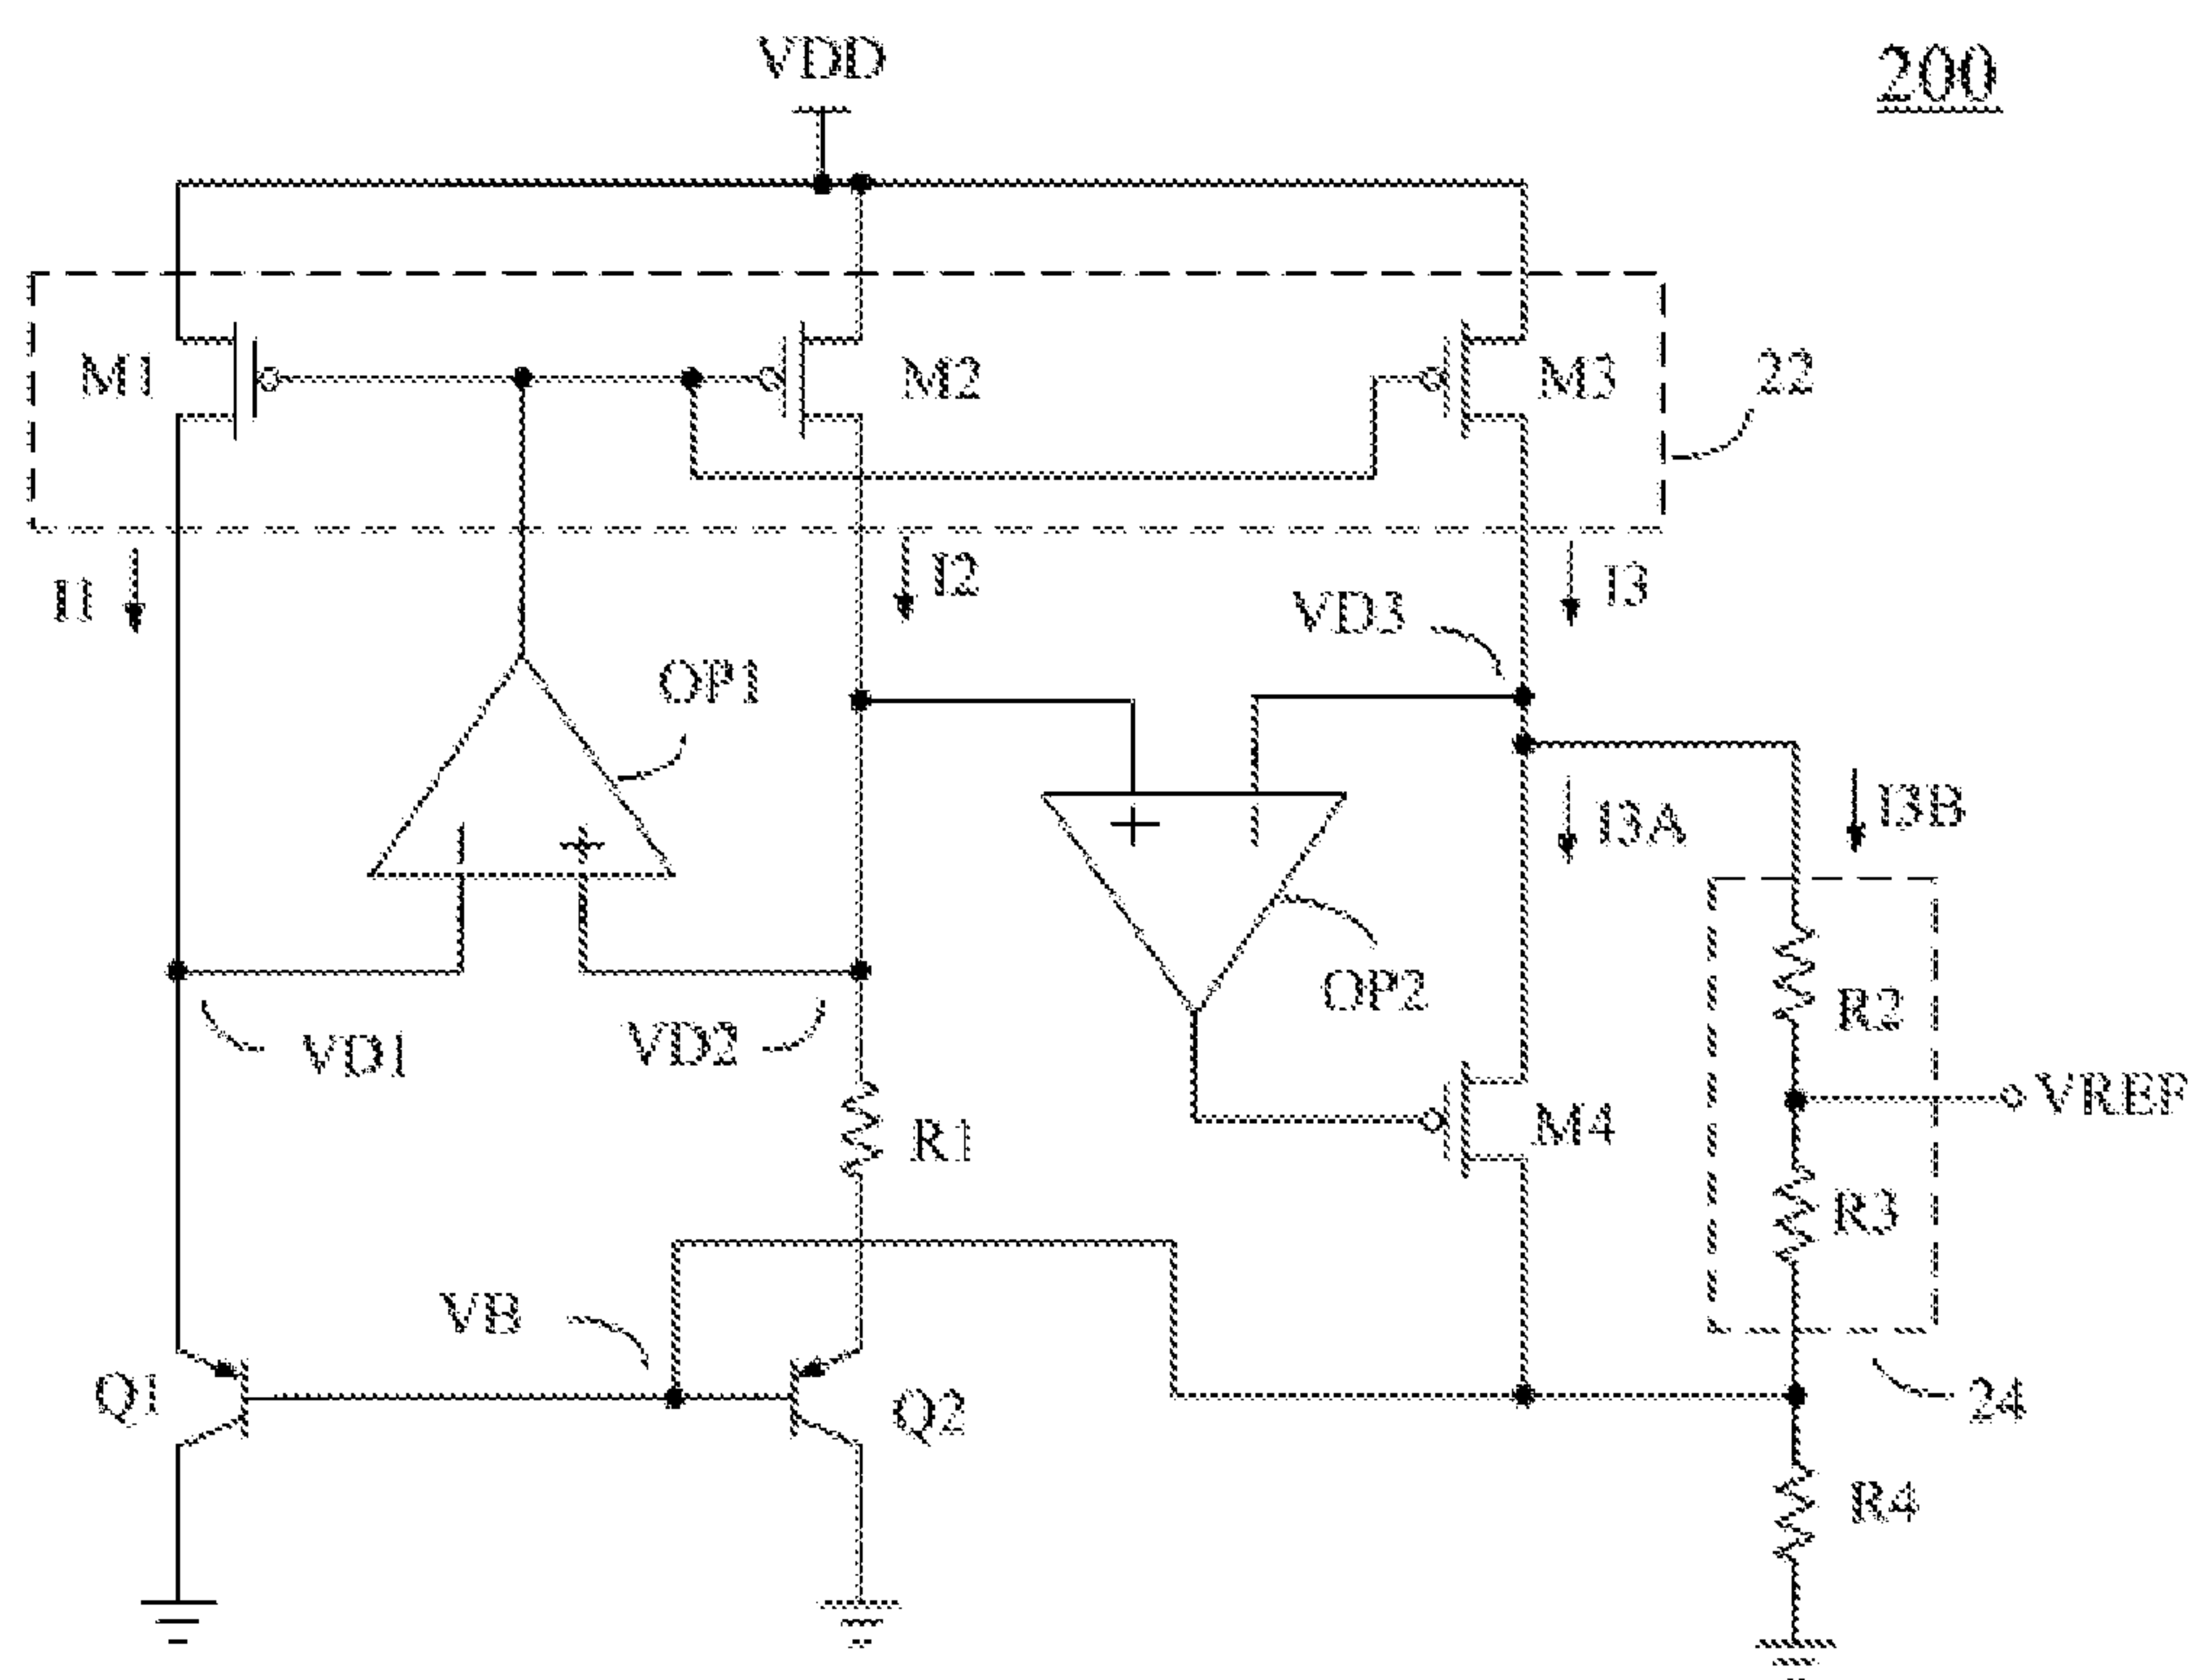 VDD
200
M1
M2
M3
22
I1
I2
I3
VD3
OP1
I3A
I3B
+
+
OP2
R2
VD1
VD2
VREF
R1
M4
R3
VB
Q1
Q2
24
R4